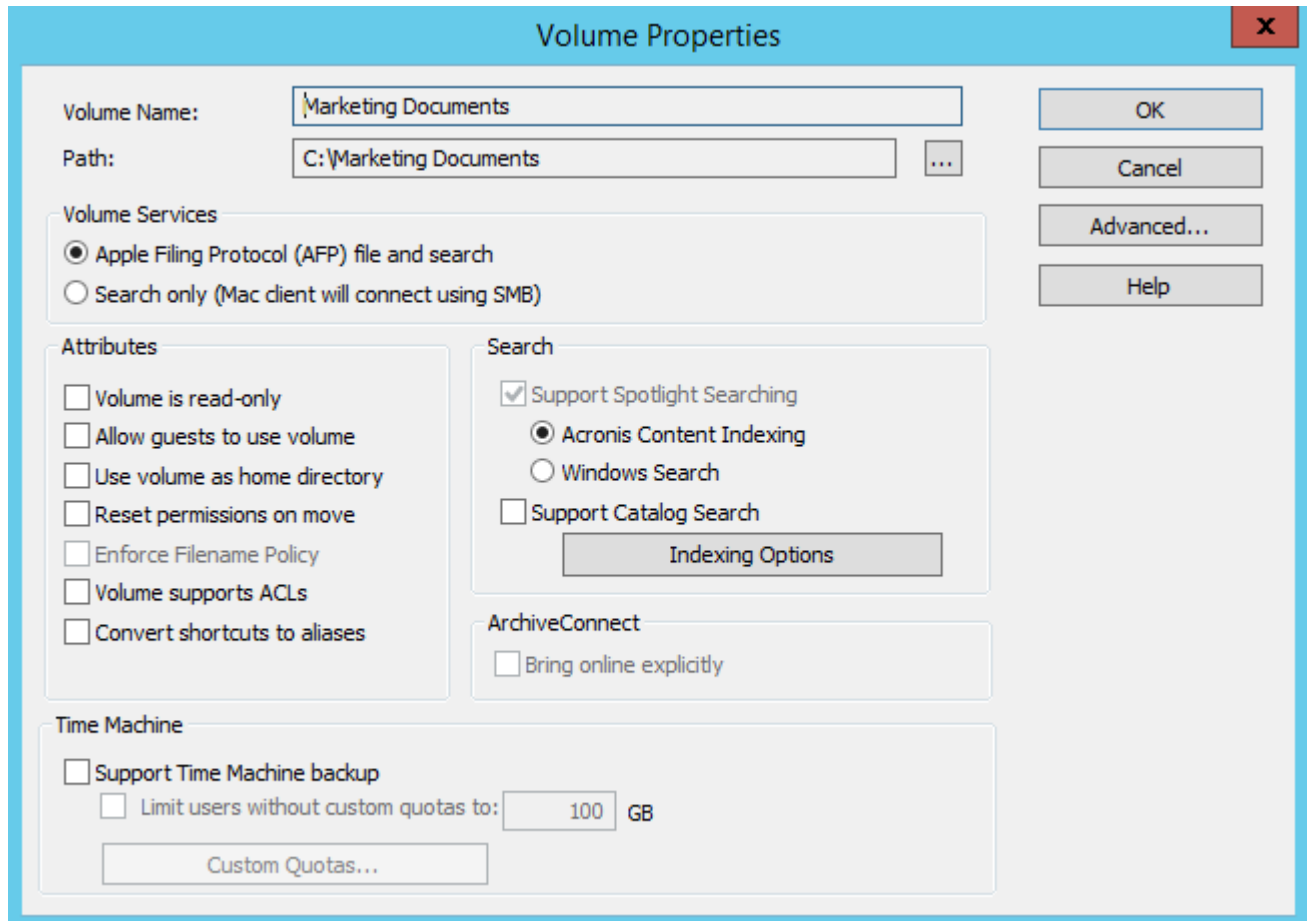 Volume Properties
x
Volume Name: Marketing Documents
OK
Path: C:\Marketing Documents ...
Cancel
Volume Services
Advanced...
Apple Filing Protocol (AFP) file and search
Search only (Mac client will connect using SMB)
Help
Attributes
Volume is read-only
Allow guests to use volume
Use volume as home directory
Reset permissions on move
Enforce Filename Policy
Volume supports ACLs
Convert shortcuts to aliases
Search
Support Spotlight Searching
Acronis Content Indexing
Windows Search
Support Catalog Search
Indexing Options
ArchiveConnect
Bring online explicitly
Time Machine
Support Time Machine backup
Limit users without custom quotas to: 100 GB
Custom Quotas...